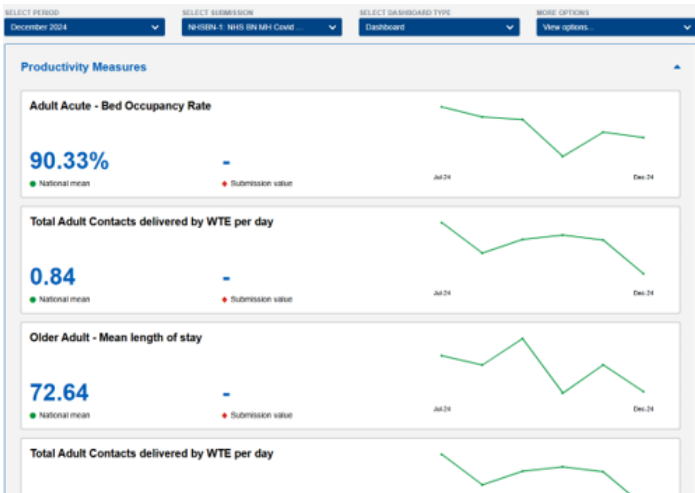 SELECT PERIOD SELECT SUBMISSION SELECT DASHBOARD TYPE MORE OPTIONS
December 2024 NHSBN-1: NHS BN MH Covid ... Dashboard View options...
Productivity Measures
Adult Acute - Bed Occupancy Rate
90.33% -
National mean Submission value
Jul-24 Dec-24
Total Adult Contacts delivered by WTE per day
0.84 -
National mean Submission value
Jul-24 Dec-24
Older Adult - Mean length of stay
72.64 -
National mean Submission value
Jul-24 Dec-24
Total Adult Contacts delivered by WTE per day